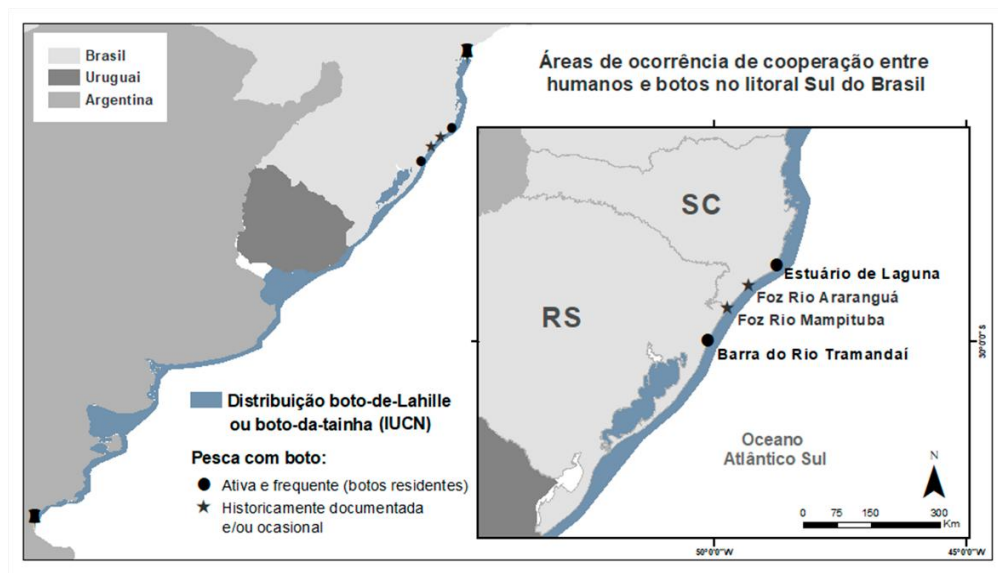 Brasil
Uruguai
Argentina
Áreas de ocorrência de cooperação entre
humanos e botos no litoral Sul do Brasil
SC
RS
Estuário de Laguna
Foz Rio Araranguá
Foz Rio Mampituba
Barra do Rio Tramandaí
30°0'0"S
Distribuição boto-de-Lahille
ou boto-da-tainha (IUCN)
Pesca com boto:
Ativa e frequente (botos residentes)
Historicamente documentada
e/ou ocasional
Oceano
Atlântico Sul
N
0 75 150 300
Km
50°0'0"W
45°0'0"W